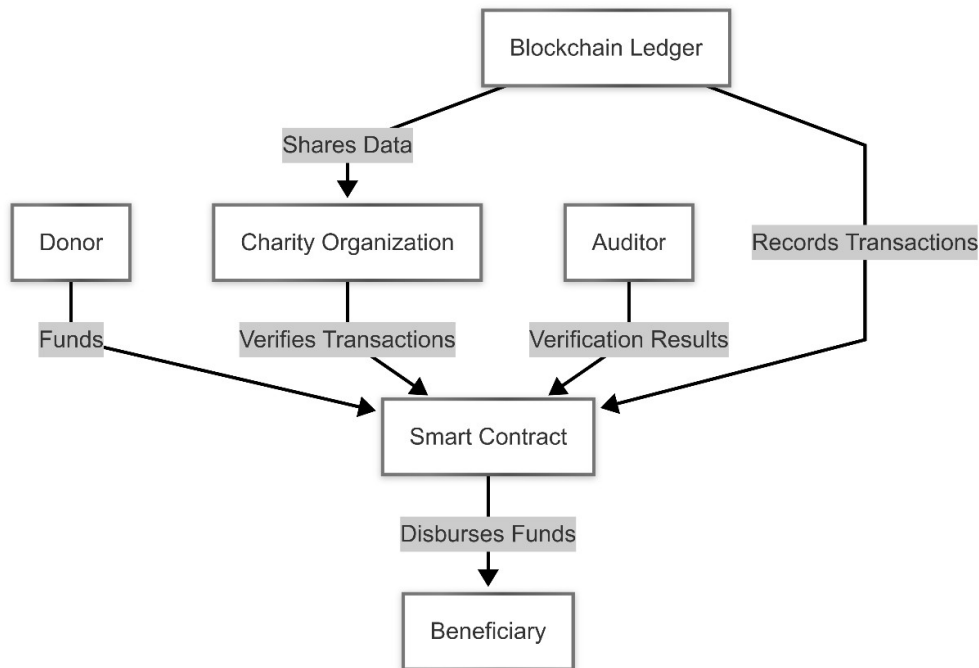 Blockchain Ledger
Shares Data
Donor
Charity Organization
Auditor
Records Transactions
Funds
Verifies Transactions
Verification Results
Smart Contract
Disburses Funds
Beneficiary